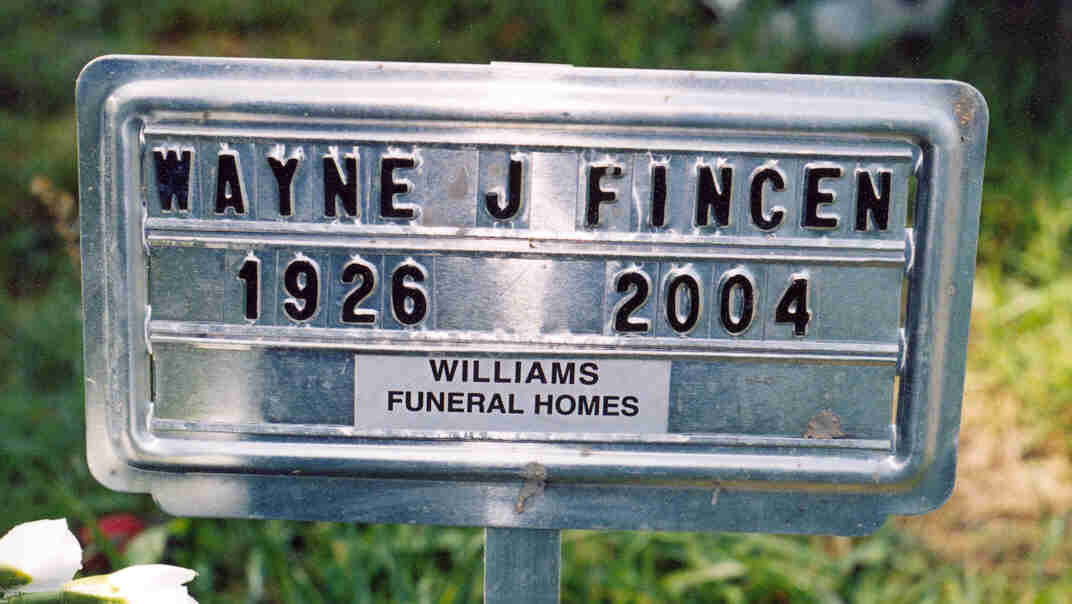 WAYNE J FINCEN
1926 2004
WILLIAMS
FUNERAL HOMES